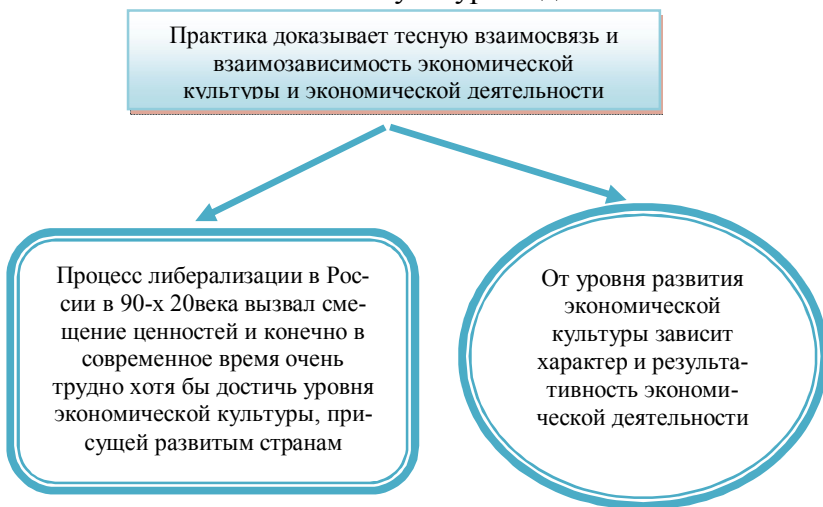 Практика доказывает тесную взаимосвязь и
взаимозависимость экономической
культуры и экономической деятельности
Процесс либерализации в Рос-
сии в 90-х 20века вызвал сме-
щение ценностей и конечно в
современное время очень
трудно хотя бы достичь уровня
экономической культуры, при-
сущей развитым странам
От уровня развития
экономической
культуры зависит
характер и результа-
тивность экономи-
ческой деятельности